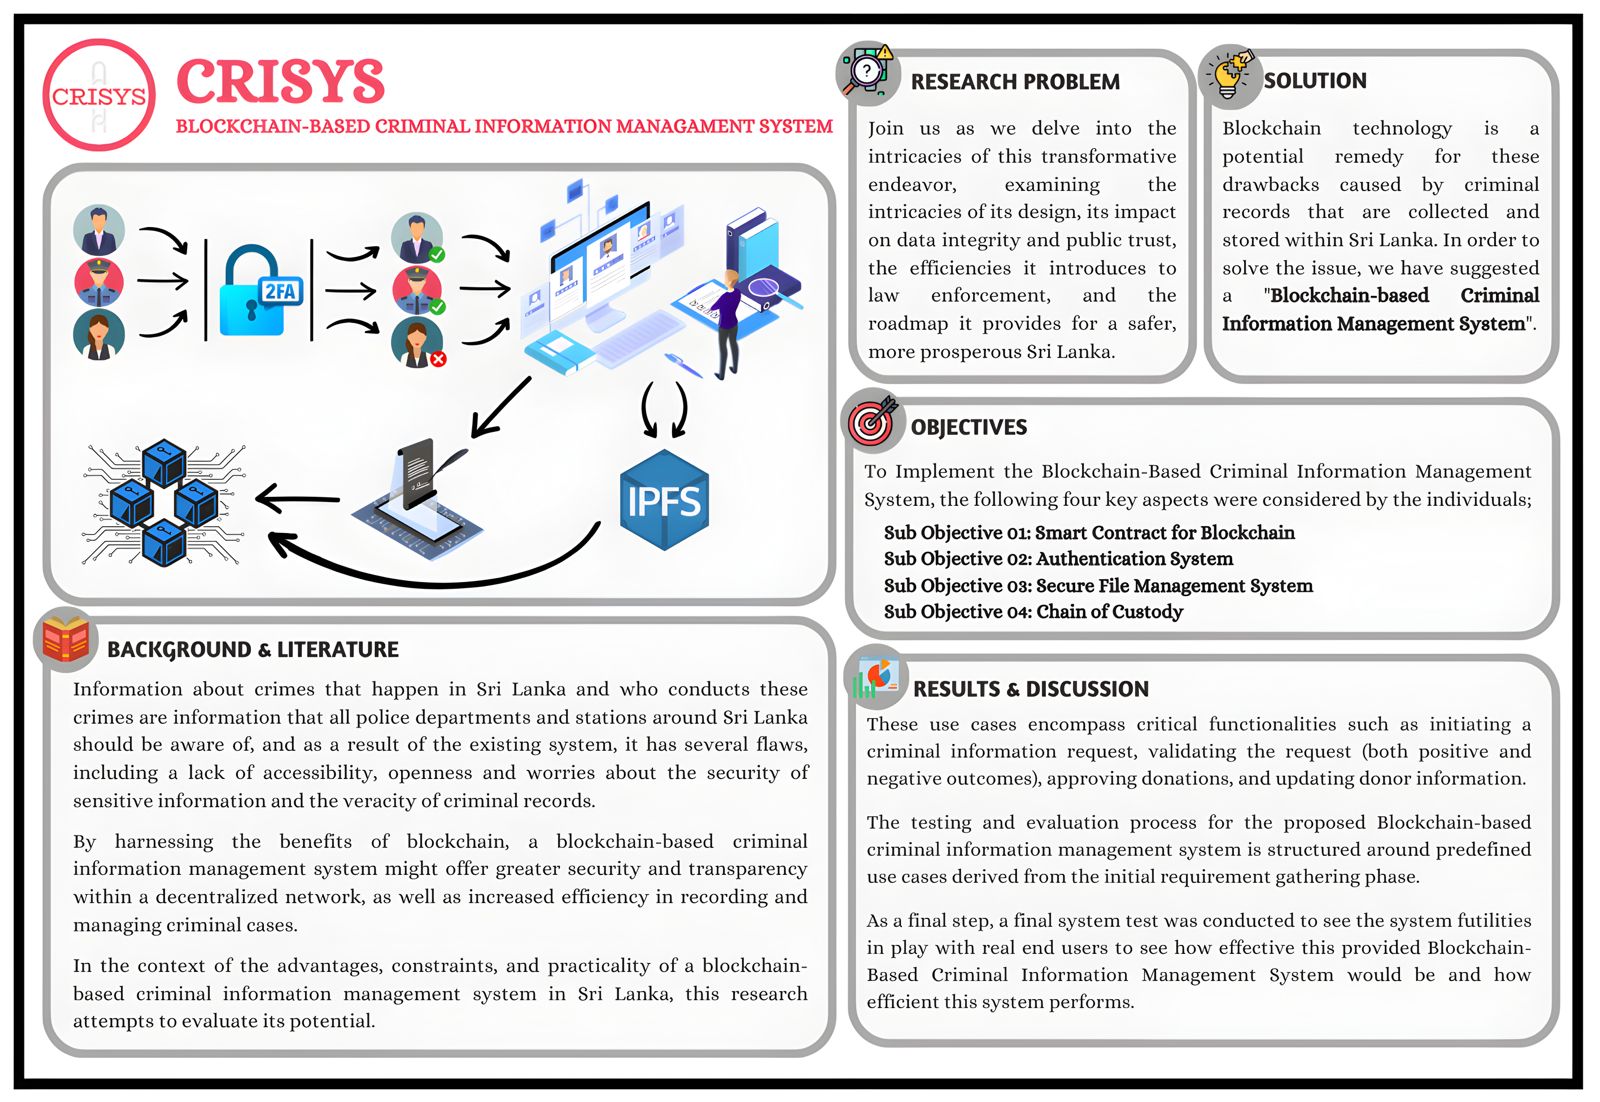 CRISYS
CRISYS
BLOCKCHAIN-BASED CRIMINAL INFORMATION MANAGAMENT SYSTEM
2FA
IPFS
BACKGROUND & LITERATURE
Information about crimes that happen in Sri Lanka and who conducts these
crimes are information that all police departments and stations around Sri Lanka
should be aware of, and as a result of the existing system, it has several flaws,
including a lack of accessibility, openness and worries about the security of
sensitive information and the veracity of criminal records.
By harnessing the benefits of blockchain, a blockchain-based criminal
information management system might offer greater security and transparency
within a decentralized network, as well as increased efficiency in recording and
managing criminal cases.
In the context of the advantages, constraints, and practicality of a blockchain-
based criminal information management system in Sri Lanka, this research
attempts to evaluate its potential.
RESEARCH PROBLEM
Join us as we delve into the
intricacies of this transformative
endeavor, examining the
intricacies of its design, its impact
on data integrity and public trust,
the efficiencies it introduces to
law enforcement, and the
roadmap it provides for a safer,
more prosperous Sri Lanka.
SOLUTION
Blockchain technology is a
potential remedy for these
drawbacks caused by criminal
records that are collected and
stored within Sri Lanka. In order to
solve the issue, we have suggested
a "Blockchain-based Criminal
Information Management System".
OBJECTIVES
To Implement the Blockchain-Based Criminal Information Management
System, the following four key aspects were considered by the individuals;
Sub Objective 01: Smart Contract for Blockchain
Sub Objective 02: Authentication System
Sub Objective 03: Secure File Management System
Sub Objective 04: Chain of Custody
RESULTS & DISCUSSION
These use cases encompass critical functionalities such as initiating a
criminal information request, validating the request (both positive and
negative outcomes), approving donations, and updating donor information.
The testing and evaluation process for the proposed Blockchain-based
criminal information management system is structured around predefined
use cases derived from the initial requirement gathering phase.
As a final step, a final system test was conducted to see the system futilities
in play with real end users to see how effective this provided Blockchain-
Based Criminal Information Management System would be and how
efficient this system performs.